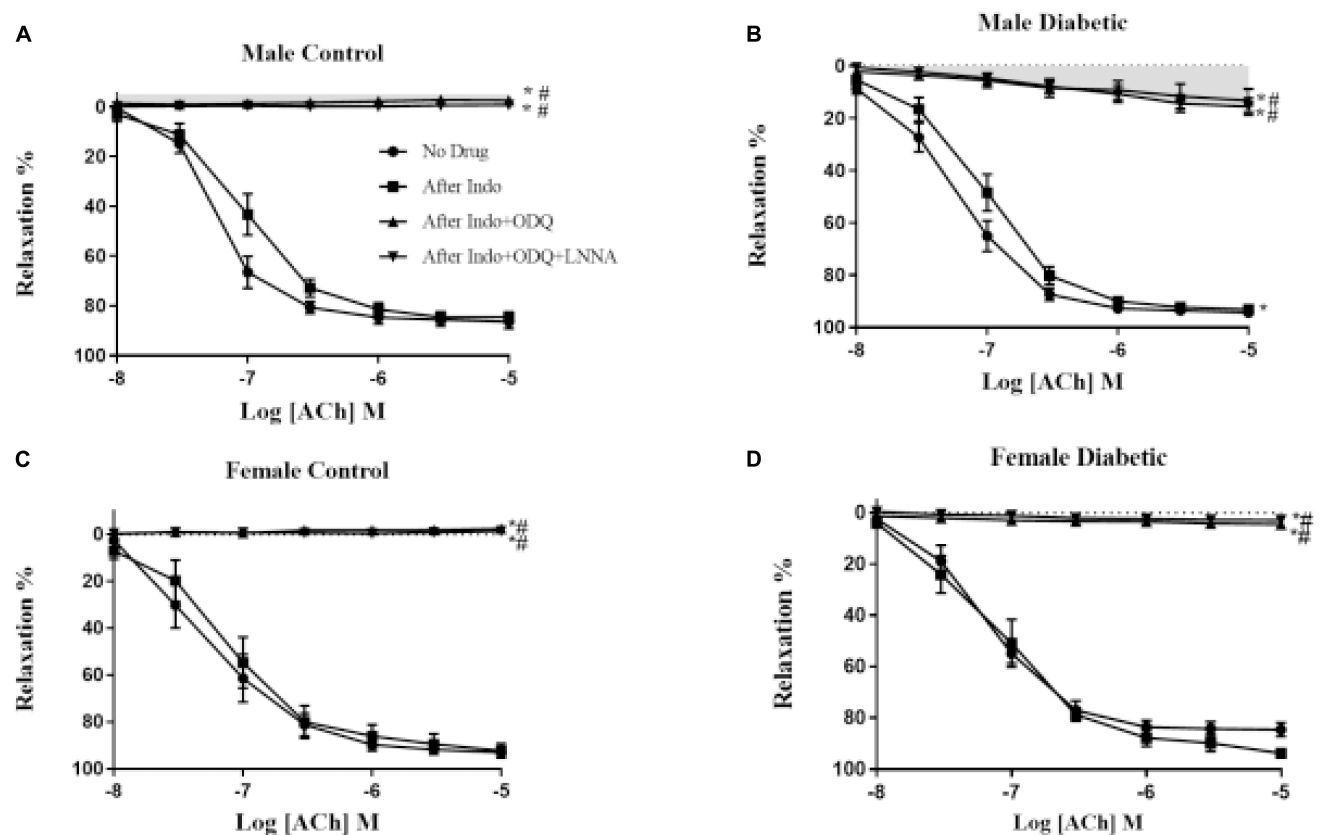 A
Male Control
Relaxation %
0
20
40
60
80
100
* #
* #
No Drug
After Indo
After Indo+ODQ
After Indo+ODQ+LNNA
-8 -7 -6 -5
Log [ACh] M
B
Male Diabetic
Relaxation %
0
20
40
60
80
100
*#
*#
*
-8 -7 -6 -5
Log [ACh] M
C
Female Control
Relaxation %
0
20
40
60
80
100
*#
*#
-8 -7 -6 -5
Log [ACh] M
D
Female Diabetic
Relaxation %
0
20
40
60
80
100
*#
*#
-8 -7 -6 -5
Log [ACh] M